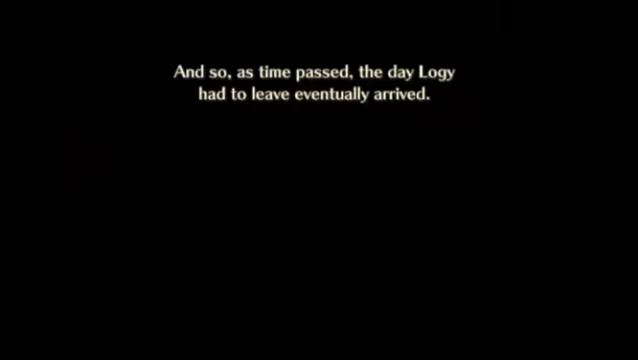 And so, as time passed, the day Logy
had to leave eventually arrived.